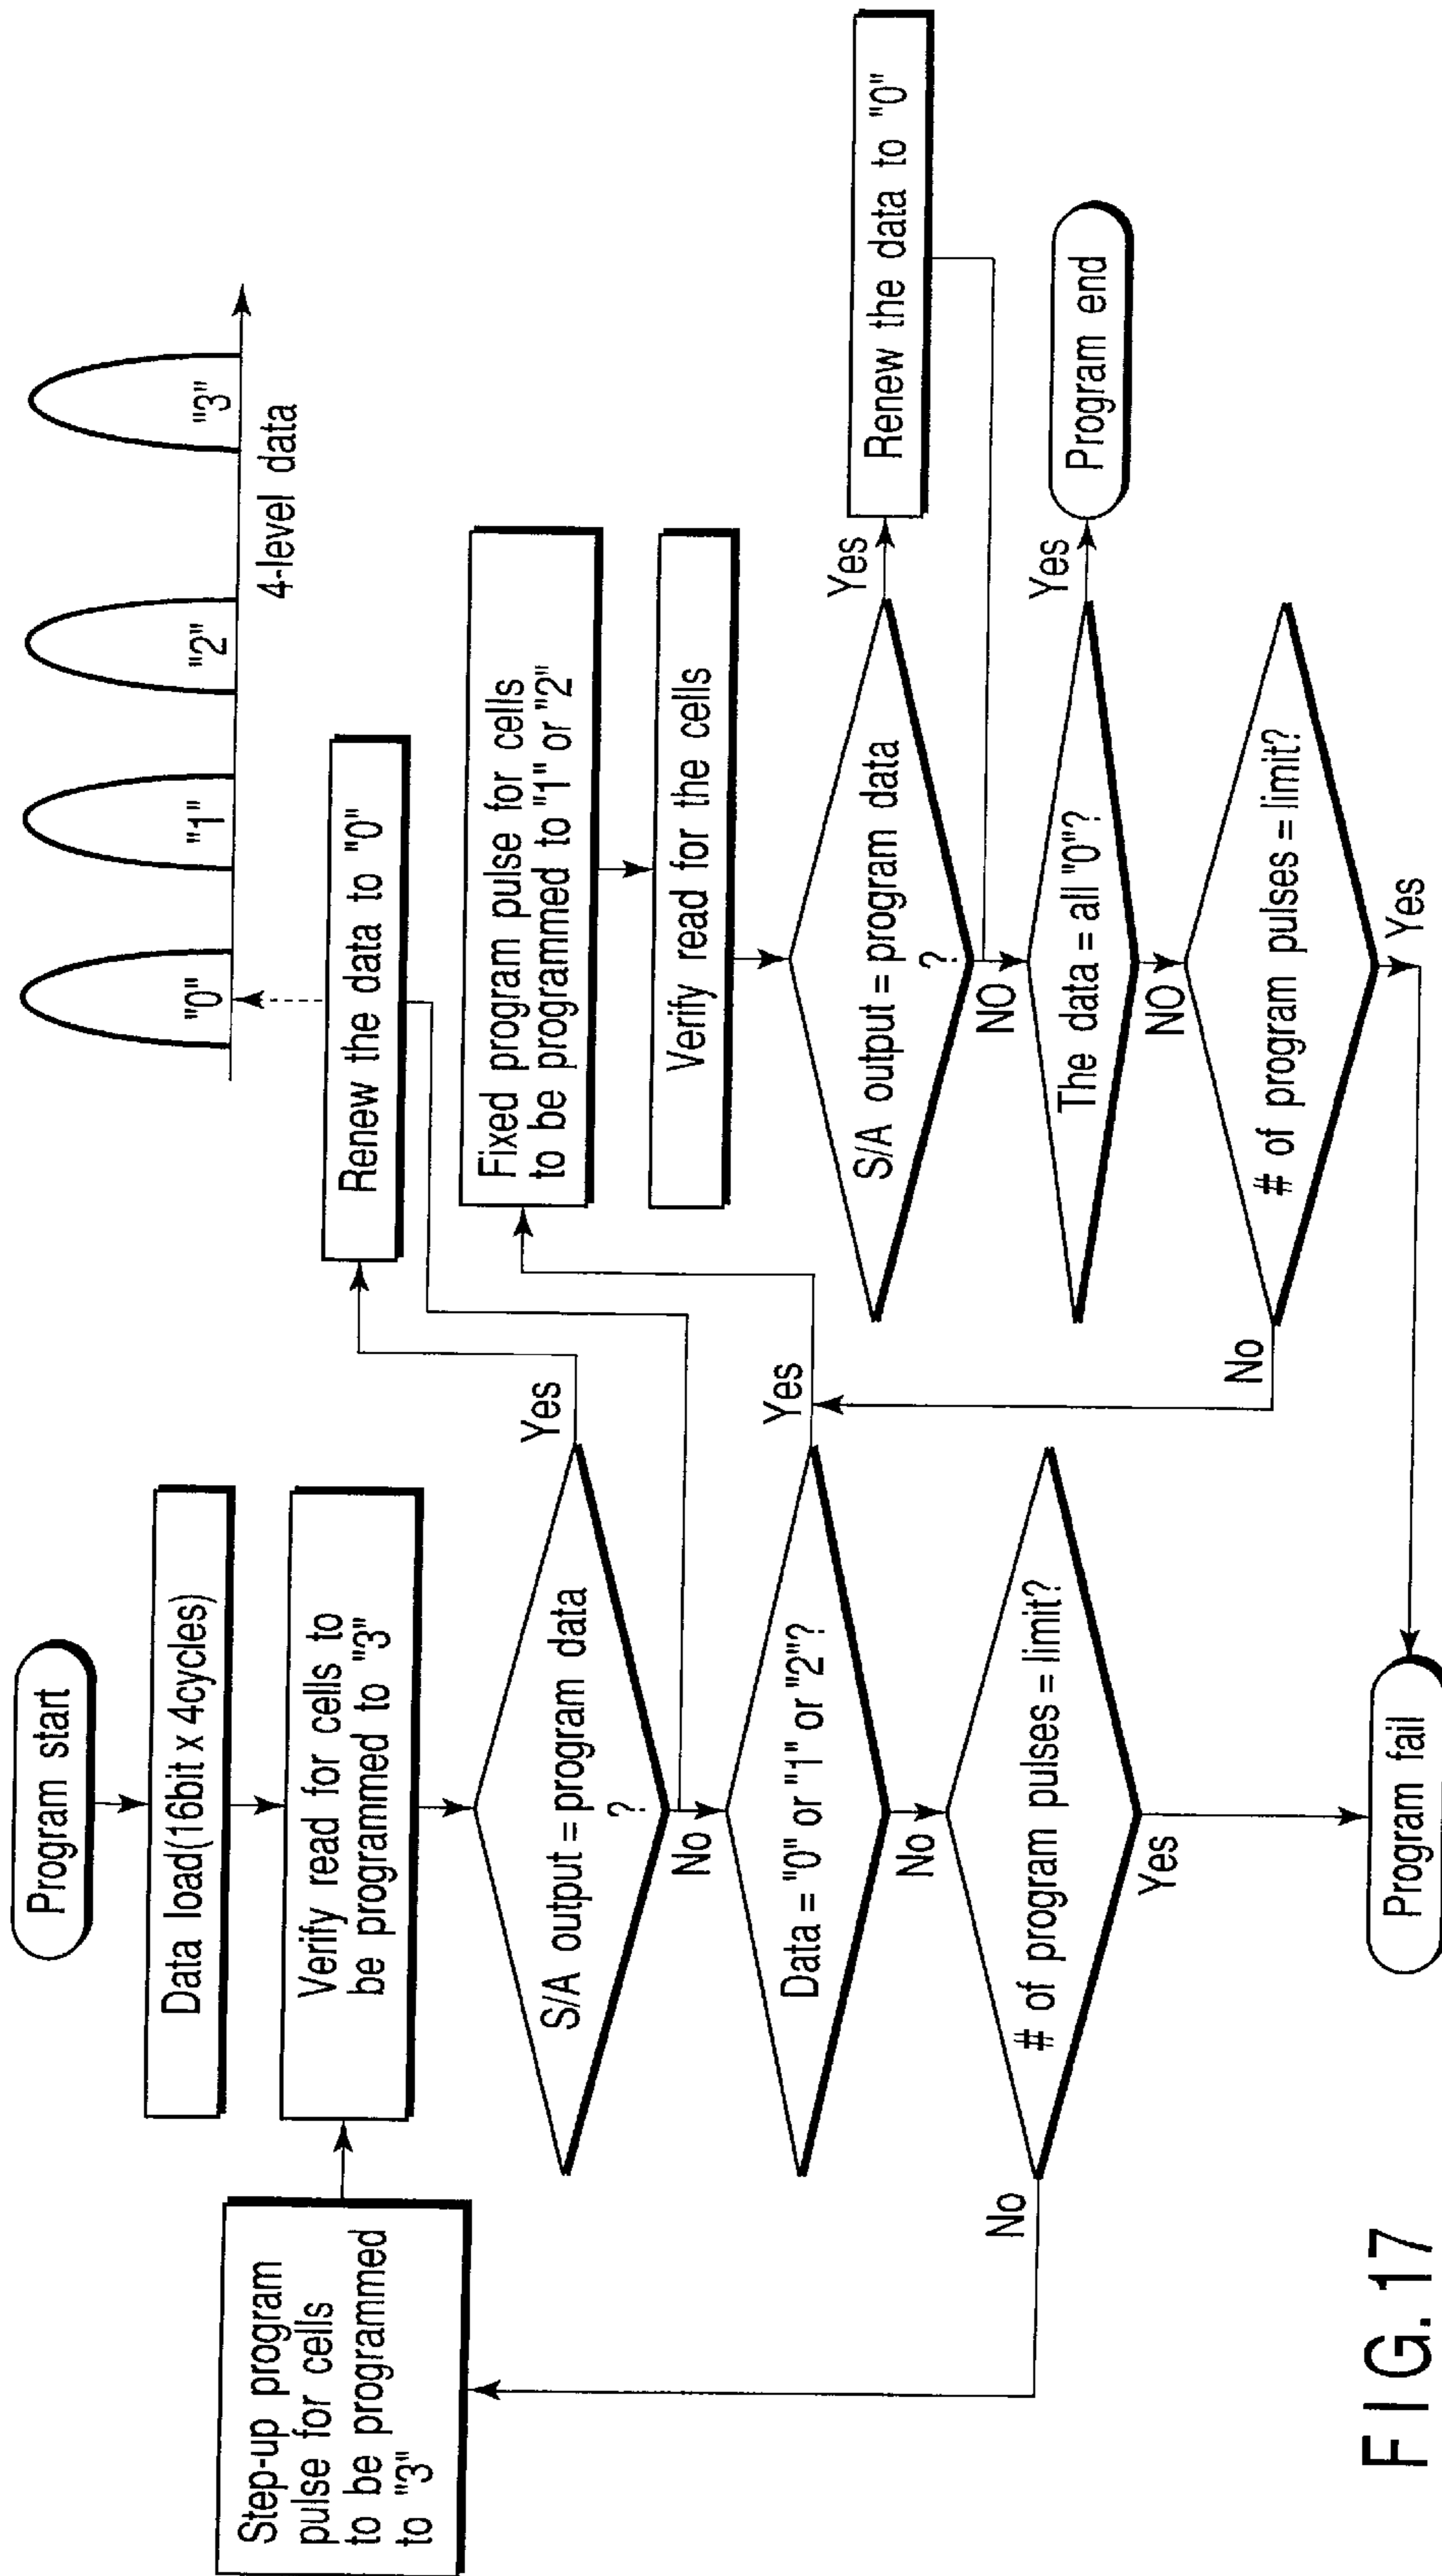 Program start
Data load(16bit x 4cycles)
Step-up program
pulse for cells
to be programmed
to "3"
Verify read for cells to
be programmed to "3"
S/A output = program data
?
Yes
No
Renew the data to "0"
"0"
"1"
"2"
"3"
4-level data
Data = "0" or "1" or "2"?
Yes
No
# of program pulses = limit?
No
Yes
Fixed program pulse for cells
to be programmed to "1" or "2"
Verify read for the cells
S/A output = program data
?
Yes
NO
Renew the data to "0"
The data = all "0"?
Yes
NO
Program end
# of program pulses = limit?
No
Yes
Program fail
FIG. 17